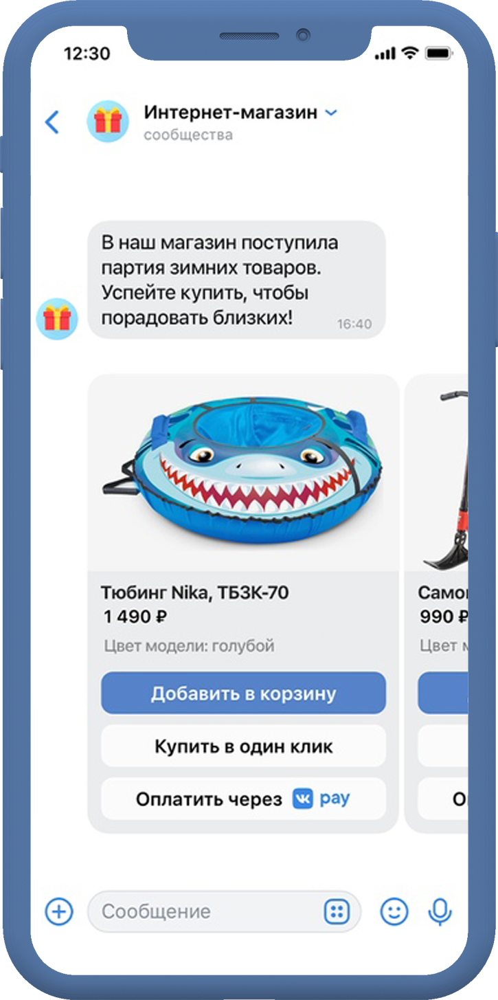 12:30
Интернет-магазин
сообщества
В наш магазин поступила
партия зимних товаров.
Успейте купить, чтобы
порадовать близких!
16:40
Тюбинг Nika, ТБЗК-70
1 490 ₽
Цвет модели: голубой
Добавить в корзину
Купить в один клик
Оплатить через VK pay
990 ₽
Цвет
Сообщение